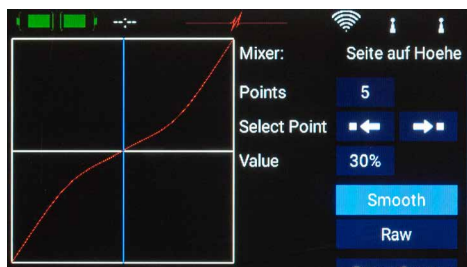 --:--
Mixer: Seite auf Hoehe
Points 5
Select Point
Value 30%
Smooth
Raw